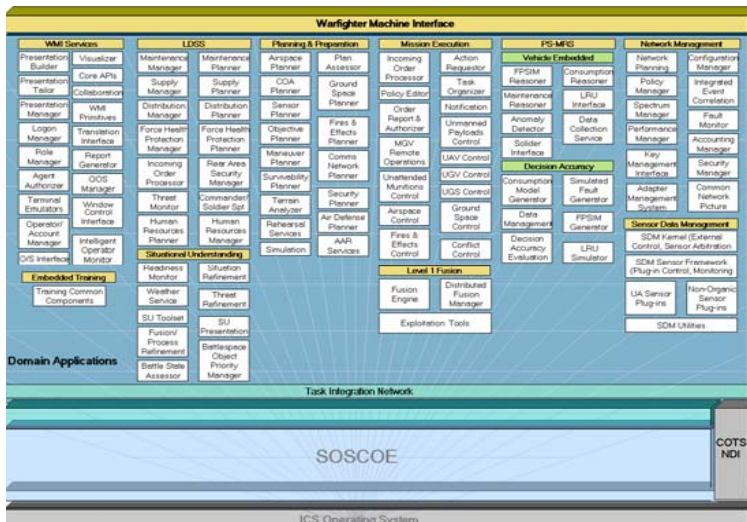 Warfighter Machine Interface
WMI Services
Presentation
Builder
Presentation
Tailor
Presentation
Manager
Logon
Manager
Role
Manager
Agent
Authorizer
Terminal
Emulators
Operator/
Account
Manager
O/S Interface
Visualizer
Core APIs
Collaboration
WMI
Primitives
Translation
Interface
Report
Generator
OOS
Manager
Window
Control
Interface
Intelligent
Operator
Monitor
Embedded Training
Training Common
Components
LDSS
Maintenance
Manager
Supply
Manager
Distribution
Manager
Force Health
Protection
Manager
Incoming
Order
Processor
Threat
Monitor
Human
Resources
Planner
Maintenance
Planner
Supply
Planner
Distribution
Planner
Force Health
Protection
Planner
Rear Area
Security
Manager
Commander/
Soldier Spt.
Human
Resources
Manager
Situational Understanding
Readiness
Monitor
Weather
Service
SU Toolset
Fusion/
Process
Refinement
Battle State
Assessor
Situation
Refinement
Threat
Refinement
SU
Presentation
Battlespace
Object
Priority
Manager
Planning & Preparation
Airspace
Planner
COA
Planner
Sensor
Planner
Objective
Planner
Maneuver
Planner
Survivability
Planner
Terrain
Analyzer
Rehearsal
Services
Simulation
Plan
Assessor
Ground
Space
Planner
Fires &
Effects
Planner
Comms
Network
Planner
Security
Planner
Air Defense
Planner
AAR
Services
Mission Execution
Incoming
Order
Processor
Policy Editor
Order
Report &
Authorizer
MGV
Remote
Operations
Unattended
Munitions
Control
Airspace
Control
Fires &
Effects
Control
Action
Requestor
Task
Organizer
Notification
Unmanned
Payloads
Control
UAV Control
UGV Control
UGS Control
Ground
Space
Control
Conflict
Control
Level 1 Fusion
Fusion
Engine
Distributed
Fusion
Manager
Exploitation Tools
PS-MRS
Vehicle Embedded
FPSIM
Reasoner
Maintenance
Reasoner
Anomaly
Detector
Solider
Interface
Consumption
Reasoner
LRU
Interface
Data
Collection
Service
Decision Accuracy
Consumption
Model
Generator
Data
Management
Decision
Accuracy
Evaluation
Simulated
Fault
Generator
FPSIM
Generator
LRU
Simulator
Network Management
Network
Planning
Policy
Manager
Spectrum
Manager
Performance
Manager
Key
Management
Interface
Adapter
Management
System
Configuration
Manager
Integrated
Event
Correlation
Fault
Monitor
Accounting
Manager
Security
Manager
Common
Network
Picture
Sensor Data Management
SDM Kernel (External
Control, Sensor Arbitration
SDM Sensor Framework
(Plug-in Control, Monitoring
UA Sensor
Plug-ins
Non-Organic
Sensor
Plug-ins
SDM Utilities
Domain Applications
Task Integration Network
SOSCOE
COTS
NDI
ICS Operating System